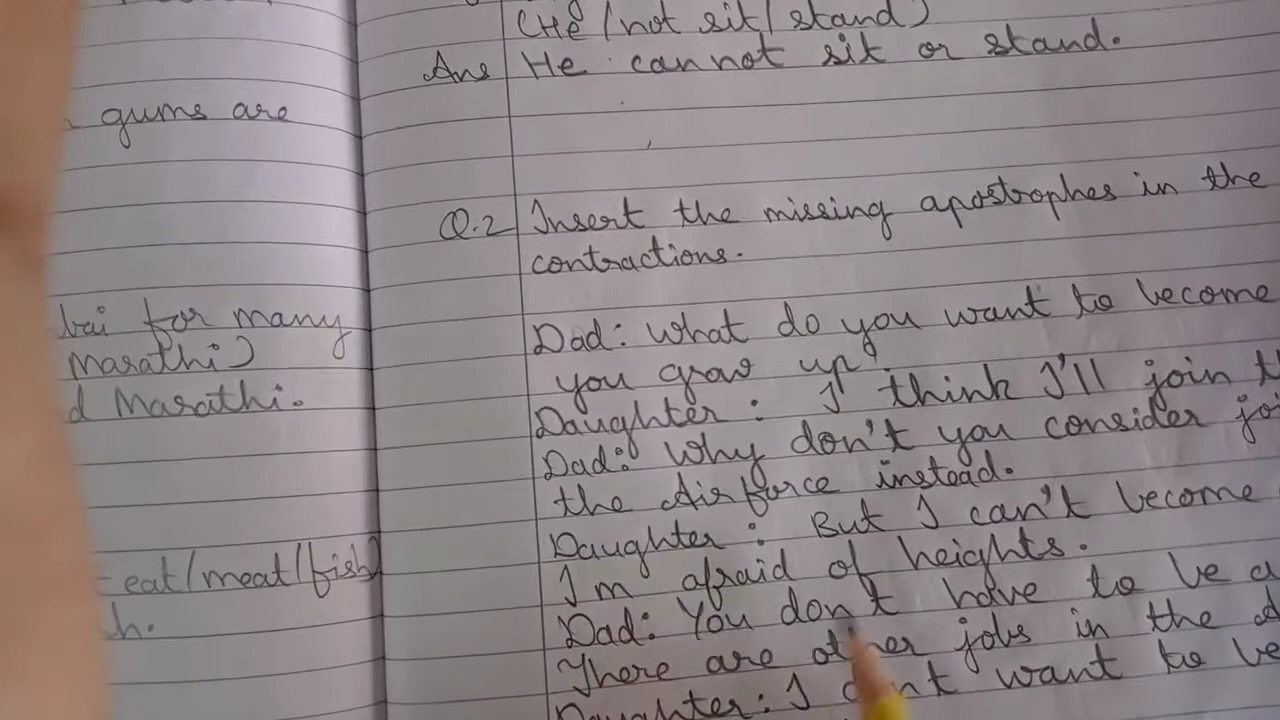 gums are
for many
Marathi)
d Marathi.
eat/meat/fish)
h.
(He/not sit/stand)
Ans He cannot sit or stand.
Q.2 Insert the missing apostrophes in the
contractions.
Dad: What do you want to become
you grow up?
Daughter: I think I'll join
Dad: Why don't you consider
the Airforce instead.
Daughter: But I can't become
Im afraid of heights.
Dad: You dont have to be a
There are other jobs in the
Daughter: I want to be